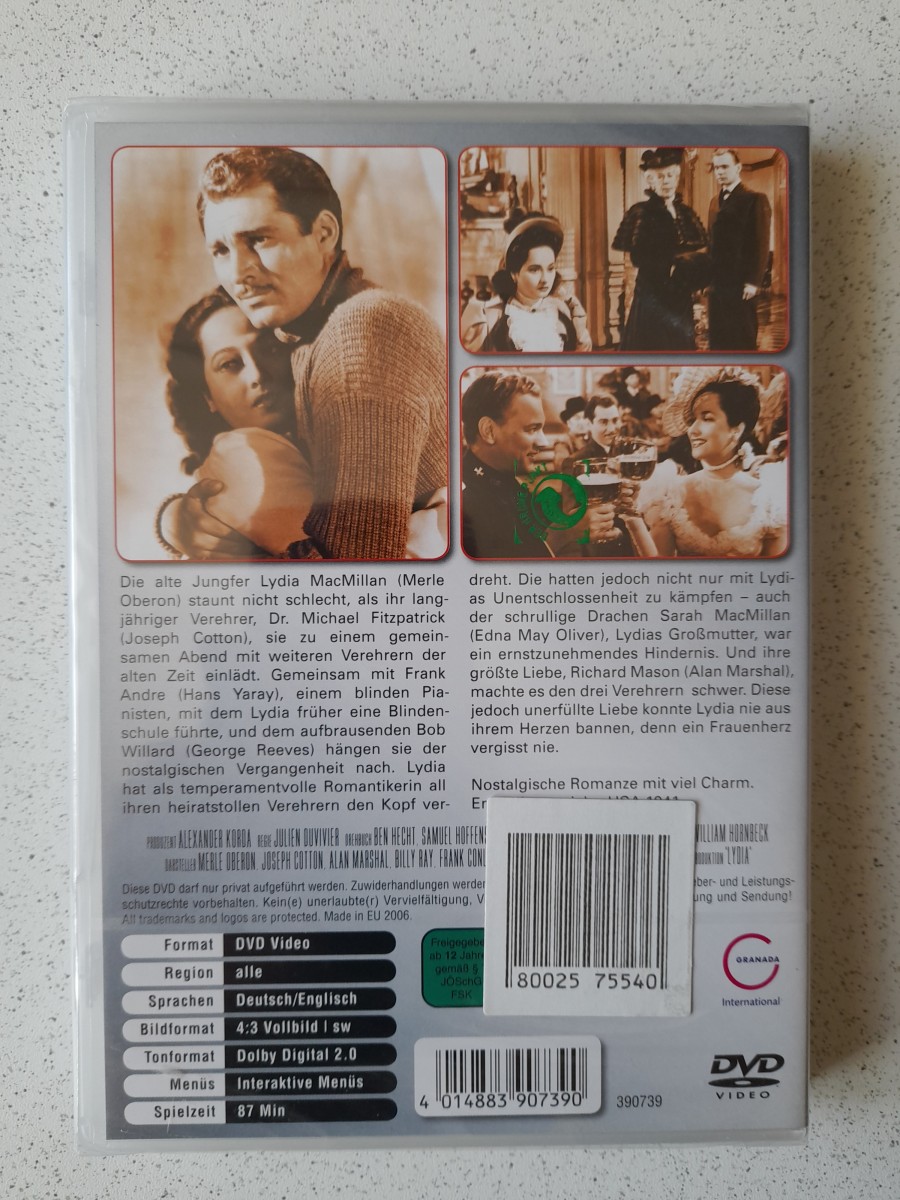 Die alte Jungfer Lydia MacMillan (Merle
Oberon) staunt nicht schlecht, als ihr lang-
jähriger Verehrer, Dr. Michael Fitzpatrick
(Joseph Cotton), sie zu einem gemein-
samen Abend mit weiteren Verehrern der
alten Zeit einlädt. Gemeinsam mit Frank
Andre (Hans Yaray), einem blinden Pia-
nisten, mit dem Lydia früher eine Blinden-
schule führte, und dem aufbrausenden Bob
Willard (George Reeves) hängen sie der
nostalgischen Vergangenheit nach. Lydia
hat als temperamentvolle Romantikerin all
ihren heiratstollen Verehrern den Kopf ver-
dreht. Die hatten jedoch nicht nur mit Lydi-
as Unentschlossenheit zu kämpfen – auch
der schrullige Drachen Sarah MacMillan
(Edna May Oliver), Lydias Großmutter, war
ein ernstzunehmendes Hindernis. Und ihre
größte Liebe, Richard Mason (Alan Marshal),
machte es den drei Verehrern schwer. Diese
jedoch unerfüllte Liebe konnte Lydia nie aus
ihrem Herzen bannen, denn ein Frauenherz
vergisst nie.
Nostalgische Romanze mit viel Charm.
PRODUZENT ALEXANDER KORDA REGIE JULIEN DUVIVIER DREHBUCH BEN HECHT, SAMUEL HOFFENS WILLIAM HORNBECK
DARSTELLER MERLE OBERON, JOSEPH COTTON, ALAN MARSHAL, BILLY RAY, FRANK CONL "LYDIA"
Diese DVD darf nur privat aufgeführt werden. Zuwiderhandlungen werden eber- und Leistungs-
schutzrechte vorbehalten. Kein(e) unerlaubte(r) Vervielfältigung, V ung und Sendung!
All trademarks and logos are protected. Made in EU 2006.
Format DVD Video
Region alle
Sprachen Deutsch/Englisch
Bildformat 4:3 Vollbild | sw
Tonformat Dolby Digital 2.0
Menüs Interaktive Menüs
Spielzeit 87 Min
Freigegebe
ab 12 Jahre
gemäß §
JÖSchG
FSK
80025 75540
GRANADA
International
4 014883 907390
390739
DVD
VIDEO